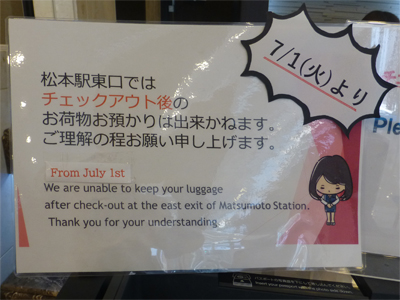 7/1(火)より
松本駅東口では
チェックアウト後の
お荷物お預かりは出来かねます。
ご理解の程お願い申し上げます。
From July 1st
We are unable to keep your luggage
after check-out at the east exit of Matsumoto Station.
Thank you for your understanding.